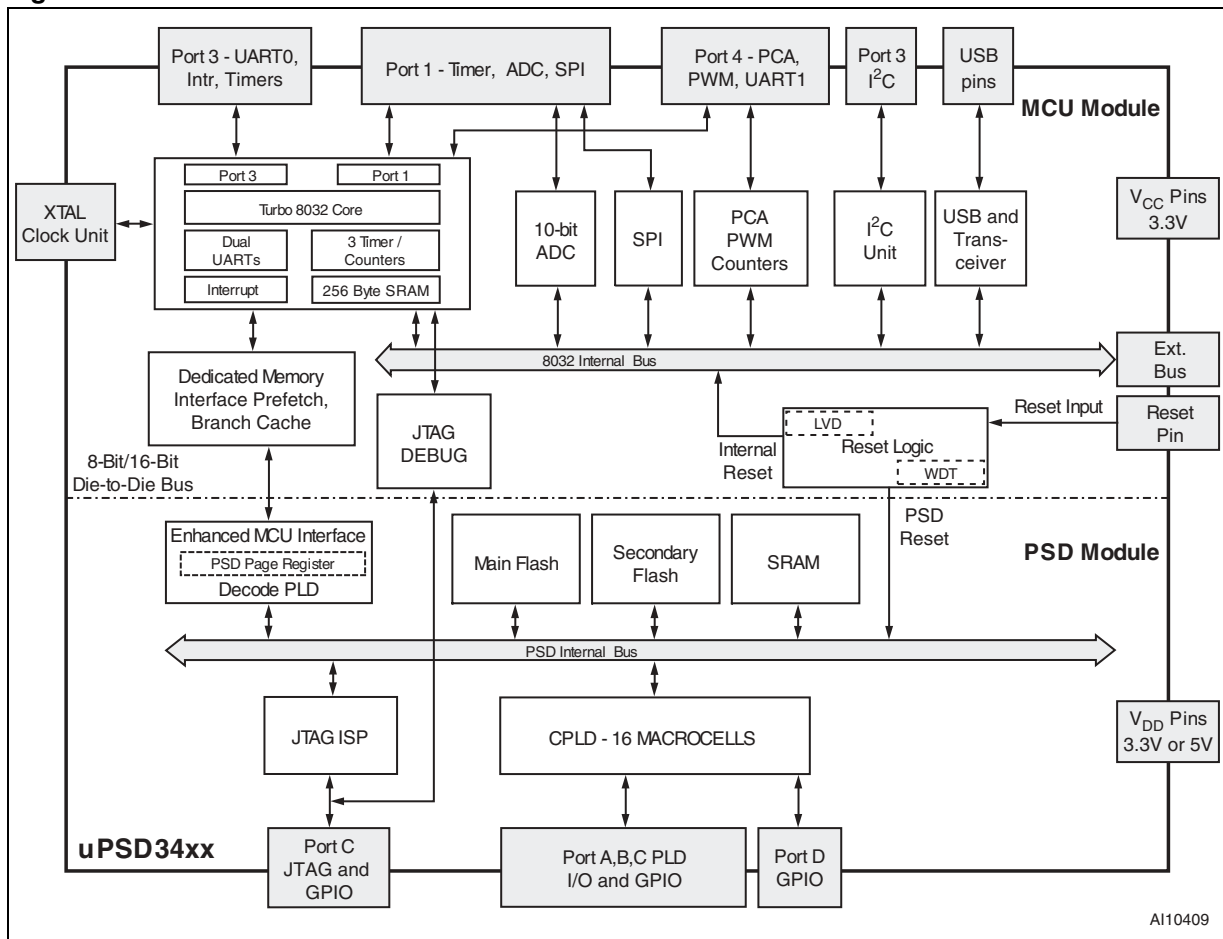 Port 3 - UART0,
Intr, Timers
Port 1 - Timer, ADC, SPI
Port 4 - PCA,
PWM, UART1
Port 3
I²C
USB
pins
MCU Module
XTAL
Clock Unit
Port 3
Port 1
Turbo 8032 Core
Dual
UARTs
3 Timer /
Counters
Interrupt
256 Byte SRAM
10-bit
ADC
SPI
PCA
PWM
Counters
I²C
Unit
USB and
Trans-
ceiver
VCC Pins
3.3V
8032 Internal Bus
Ext.
Bus
Dedicated Memory
Interface Prefetch,
Branch Cache
JTAG
DEBUG
Internal
Reset
LVD
Reset Logic
WDT
Reset Input
Reset
Pin
8-Bit/16-Bit
Die-to-Die Bus
PSD
Reset
PSD Module
Enhanced MCU Interface
PSD Page Register
Decode PLD
Main Flash
Secondary
Flash
SRAM
PSD Internal Bus
JTAG ISP
CPLD - 16 MACROCELLS
VDD Pins
3.3V or 5V
uPSD34xx
Port C
JTAG and
GPIO
Port A,B,C PLD
I/O and GPIO
Port D
GPIO
AI10409